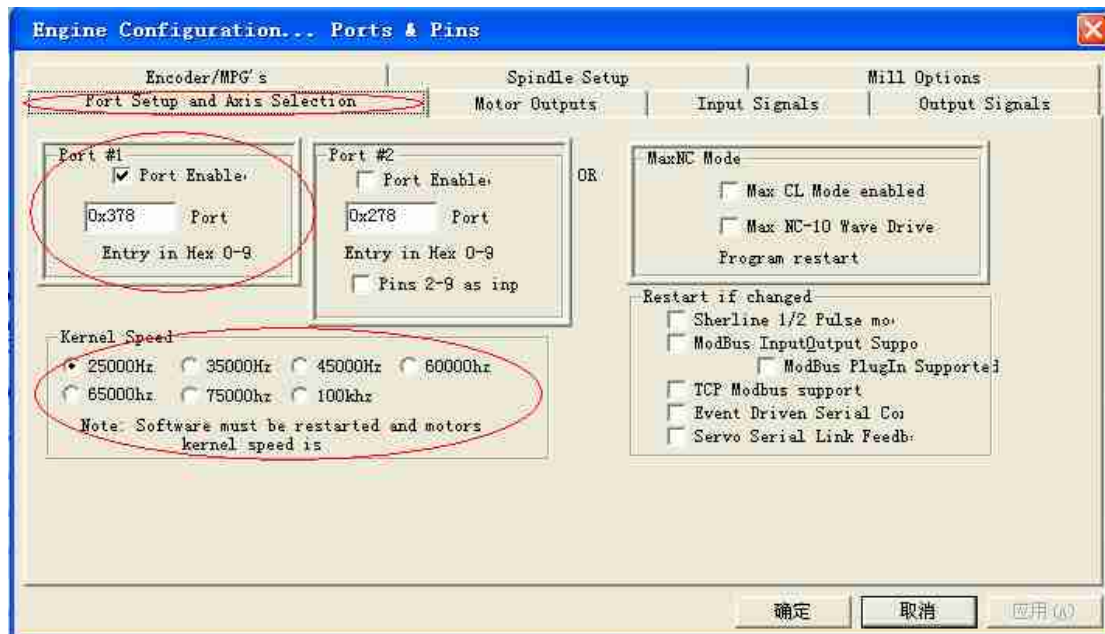 Engine Configuration... Ports & Pins
Encoder/MPG's
Spindle Setup
Mill Options
Port Setup and Axis Selection
Motor Outputs
Input Signals
Output Signals
Port #1
Port Enable
0x378
Port
Entry in Hex 0-9
Port #2
Port Enable
0x278
Port
Entry in Hex 0-9
Pins 2-9 as inp
OR
MaxNC Mode
Max CL Mode enabled
Max NC-10 Wave Drive
Program restart
Restart if changed
Sherline 1/2 Pulse mo
ModBus InputOutput Suppo
ModBus PlugIn Supported
TCP Modbus support
Event Driven Serial Co
Servo Serial Link Feedb
Kernel Speed
25000Hz
35000Hz
45000Hz
60000hz
65000hz
75000hz
100khz
Note: Software must be restarted and motors
kernel speed is
确定
取消
应用(A)